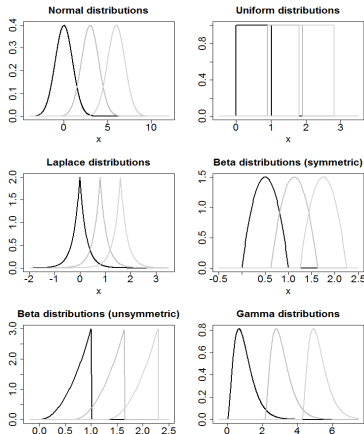 Normal distributions
Uniform distributions
0.0 0.1 0.2 0.3 0.4
0 5 10
x
0.0 0.4 0.8
0 1 2 3
x
Laplace distributions
Beta distributions (symmetric)
0.0 0.5 1.0 1.5 2.0
-2 -1 0 1 2 3
x
0.0 0.5 1.0 1.5
-0.5 0.5 1.5 2.5
x
Beta distributions (unsymmetric)
Gamma distributions
0.0 1.0 2.0 3.0
0.0 0.5 1.0 1.5 2.0 2.5
0.0 0.2 0.4 0.6 0.8
0 2 4 6